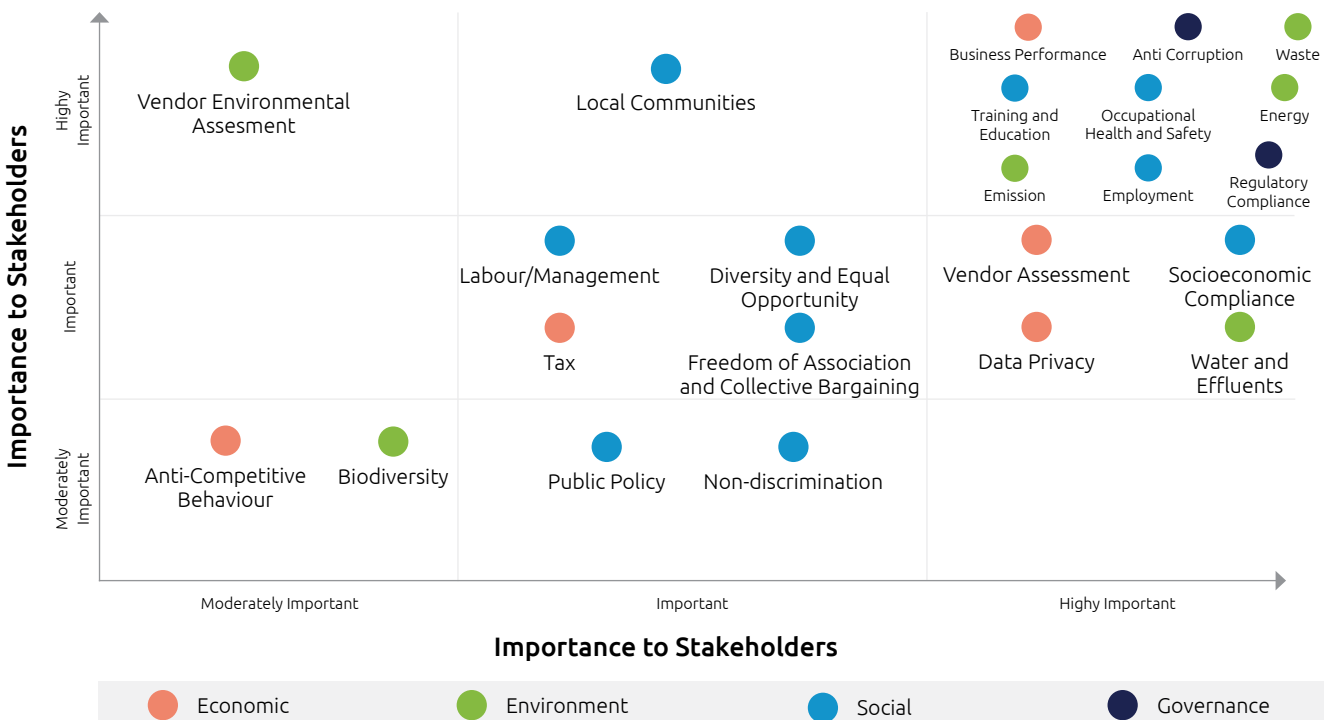 Importance to Stakeholders
Highy
Important
Important
Moderately
Important
Vendor Environmental
Assesment
Local Communities
Business Performance
Anti Corruption
Waste
Training and
Education
Occupational
Health and Safety
Energy
Emission
Employment
Regulatory
Compliance
Labour/Management
Diversity and Equal
Opportunity
Vendor Assessment
Socioeconomic
Compliance
Tax
Freedom of Association
and Collective Bargaining
Data Privacy
Water and
Effluents
Anti-Competitive
Behaviour
Biodiversity
Public Policy
Non-discrimination
Moderately Important
Important
Highy Important
Importance to Stakeholders
Economic
Environment
Social
Governance